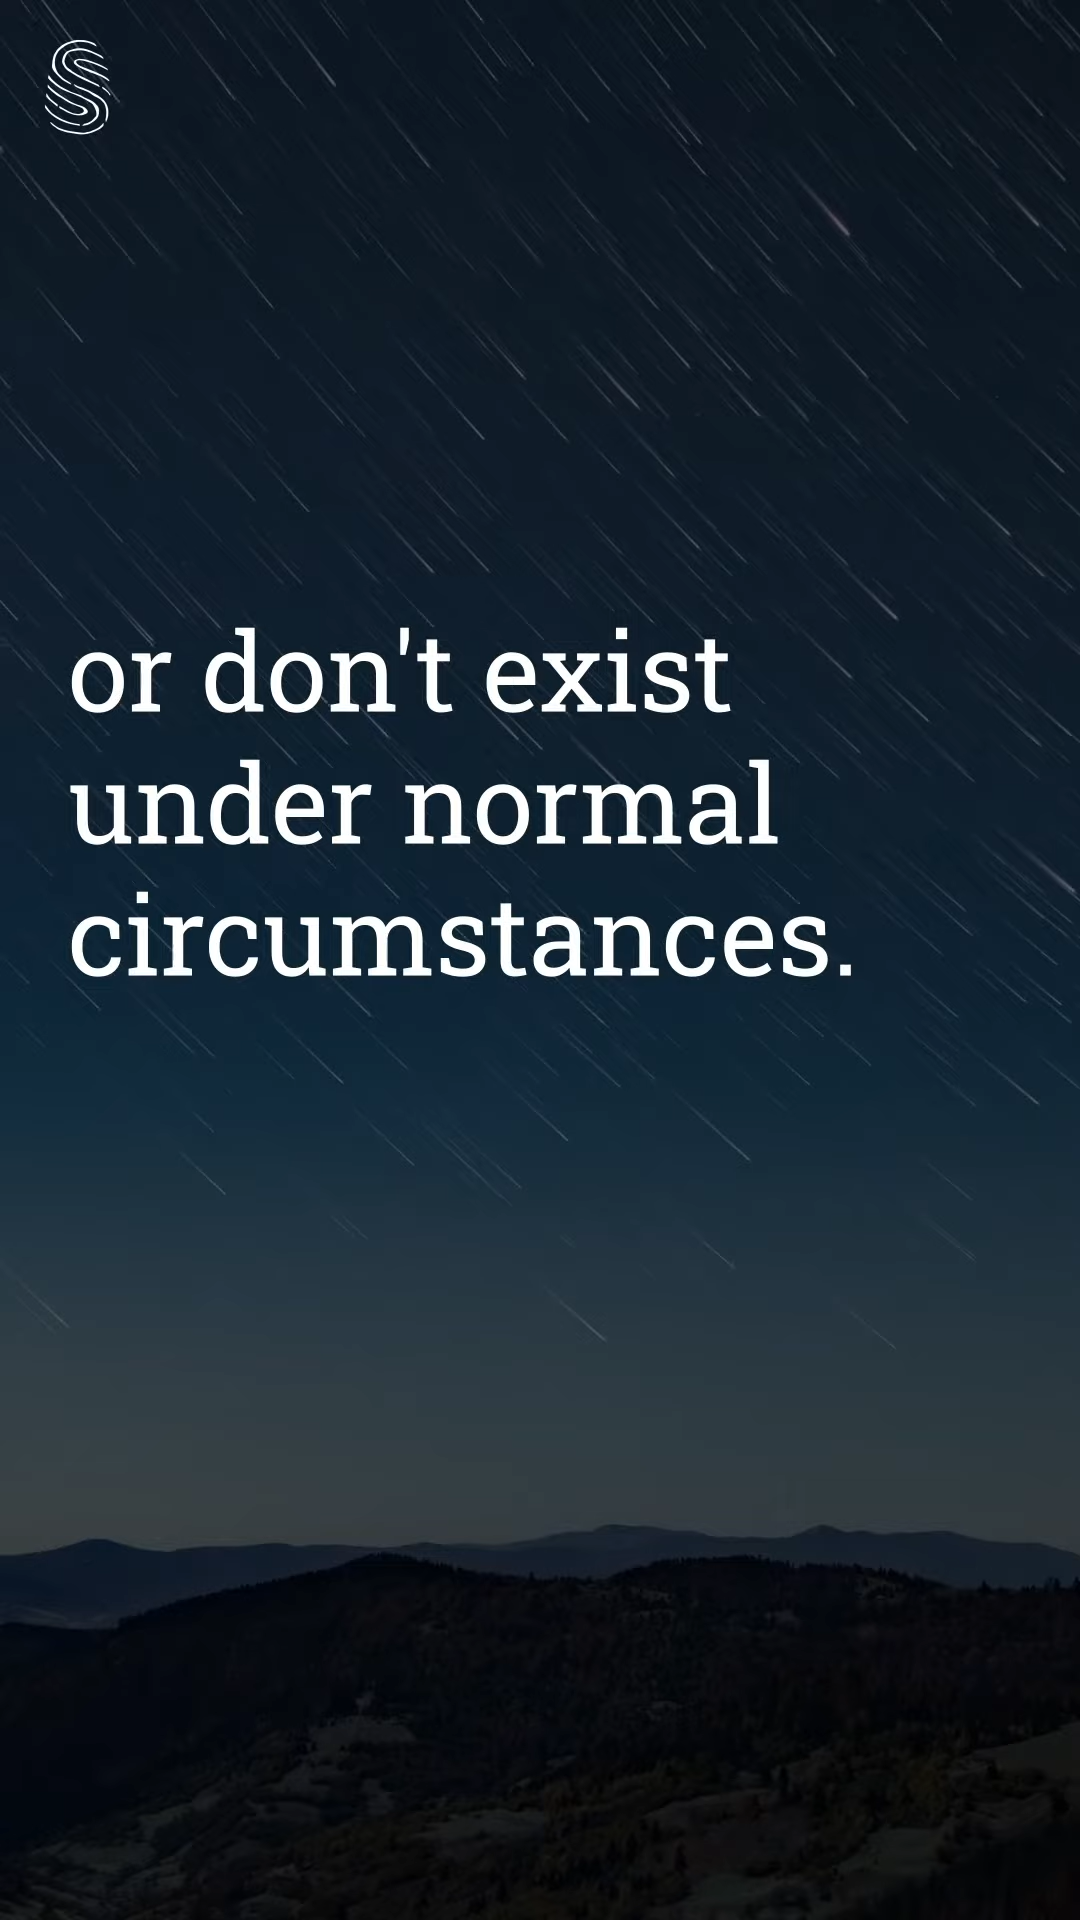 or don't exist
under normal
circumstances.